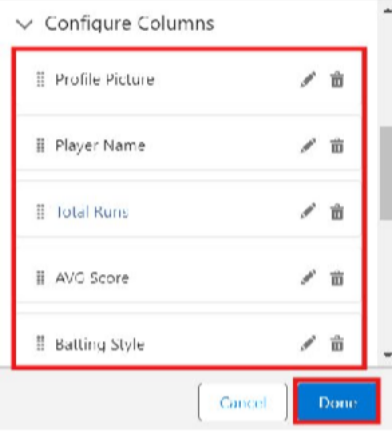 Configure Columns
Profile Picture
Player Name
Total Runs
AVG Score
Batting Style
Cancel
Done